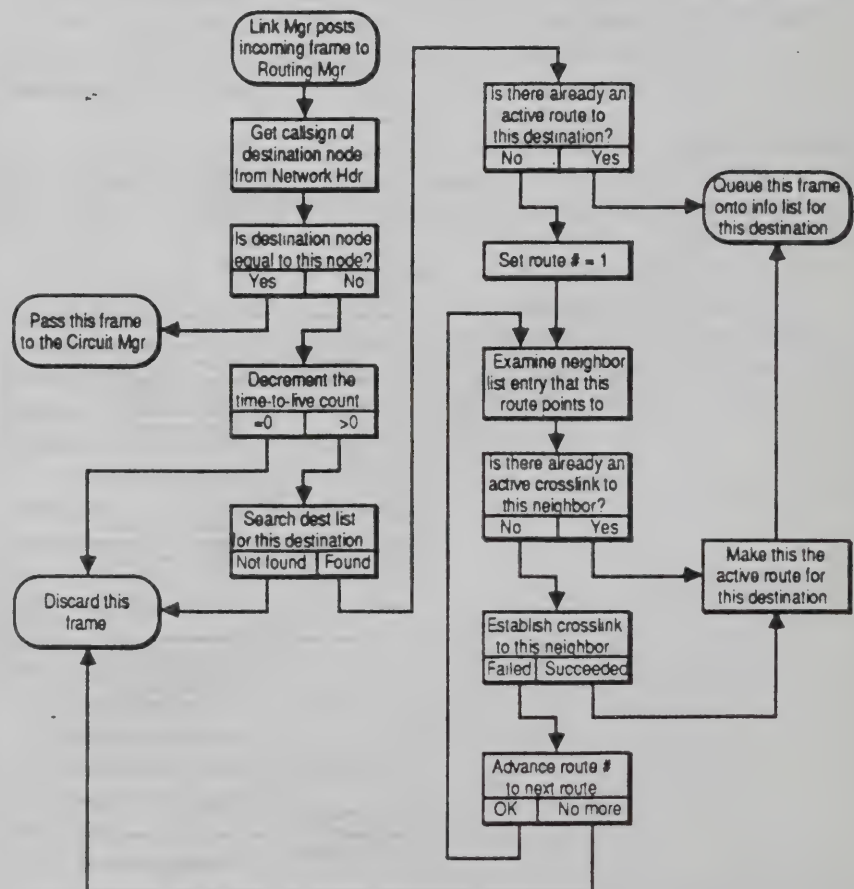 Link Mgr posts
incoming frame to
Routing Mgr
Get callsign of
destination node
from Network Hdr
Is destination node
equal to this node?
Yes No
Pass this frame
to the Circuit Mgr
Decrement the
time-to-live count
=0 >0
Search dest list
for this destination
Not found Found
Discard this
frame
Is there already an
active route to
this destination?
No Yes
Queue this frame
onto info list for
this destination
Set route # = 1
Examine neighbor
list entry that this
route points to
Is there already an
active crosslink to
this neighbor?
No Yes
Make this the
active route for
this destination
Establish crosslink
to this neighbor
Failed Succeeded
Advance route #
to next route
OK No more